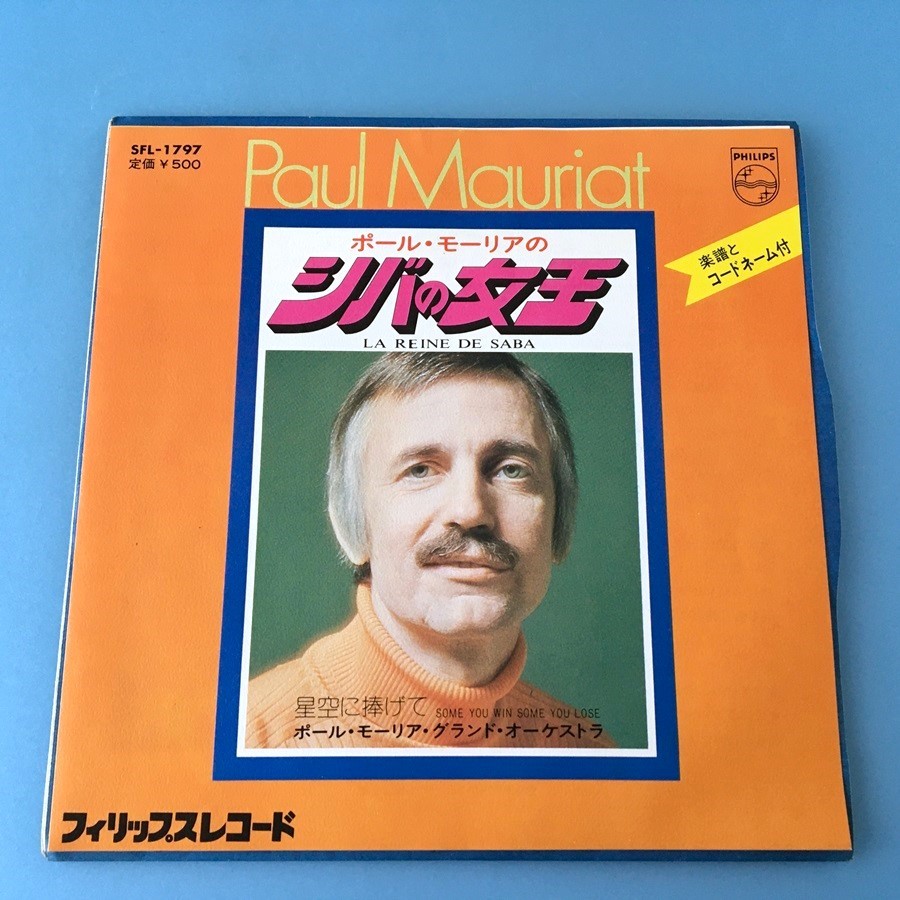 SFL-1797
定価￥500
Paul Mauriat
PHILIPS
楽譜と
コードネーム付
ポール・モーリアの
シバの女王
LA REINE DE SABA
星空に捧げて SOME YOU WIN SOME YOU LOSE
ポール・モーリア・グランド・オーケストラ
フィリップスレコード